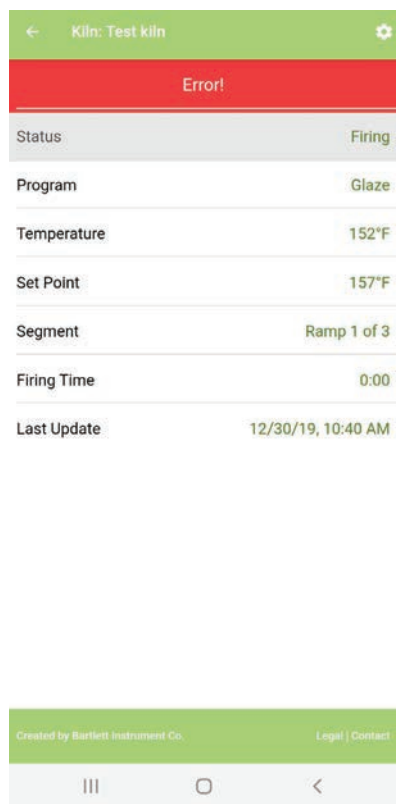 Kiln: Test kiln
Error!
Status Firing
Program Glaze
Temperature 152°F
Set Point 157°F
Segment Ramp 1 of 3
Firing Time 0:00
Last Update 12/30/19, 10:40 AM
Created by Bartlett Instrument Co. Legal | Contact